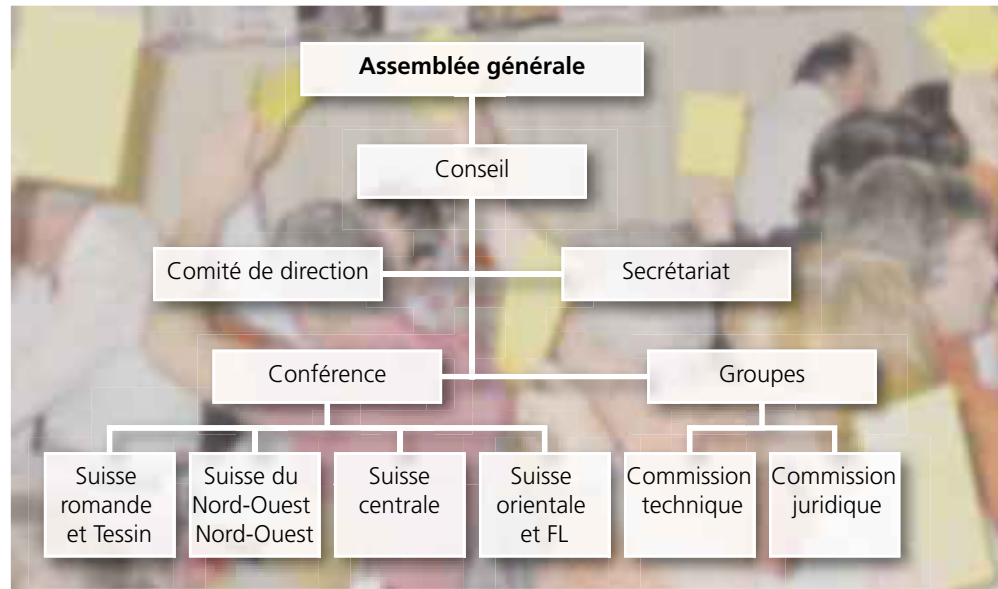 Assemblée générale
Conseil
Comité de direction
Secrétariat
Conférence
Groupes
Suisse
romande
et Tessin
Suisse du
Nord-Ouest
Nord-Ouest
Suisse
centrale
Suisse
orientale
et FL
Commission
technique
Commission
juridique